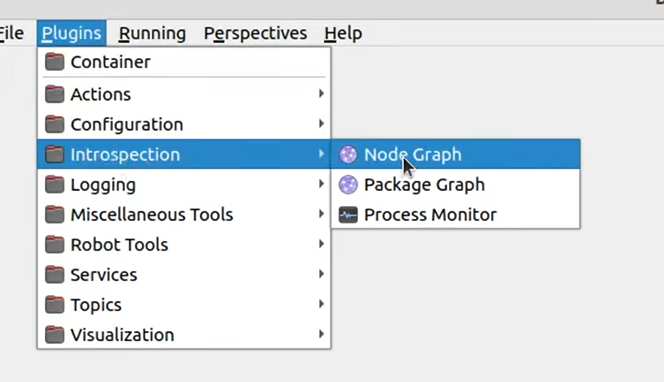 File Plugins Running Perspectives Help
Container
Actions
Configuration
Introspection Node Graph
Logging Package Graph
Miscellaneous Tools Process Monitor
Robot Tools
Services
Topics
Visualization